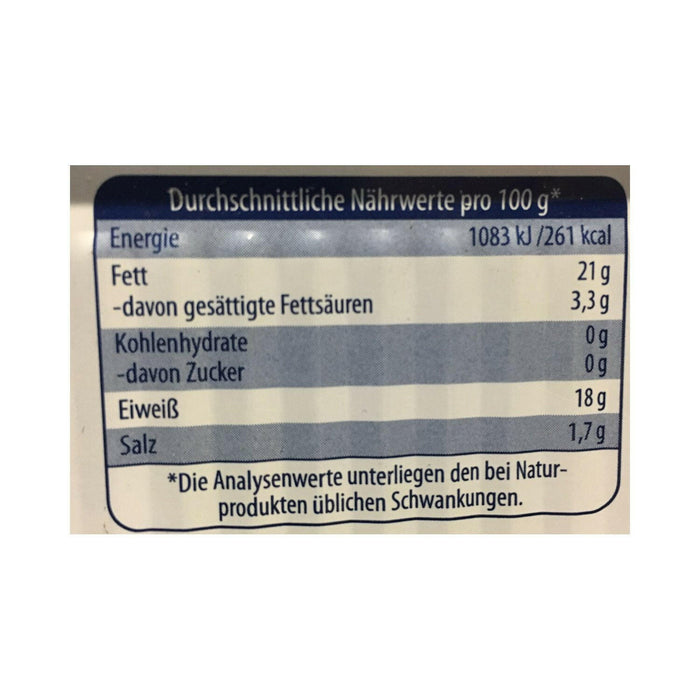 Durchschnittliche Nährwerte pro 100 g*
Energie 1083 kJ /261 kcal
Fett 21 g
-davon gesättigte Fettsäuren 3,3 g
Kohlenhydrate 0 g
-davon Zucker 0 g
Eiweiß 18 g
Salz 1,7 g
*Die Analysenwerte unterliegen den bei Natur-
produkten üblichen Schwankungen.